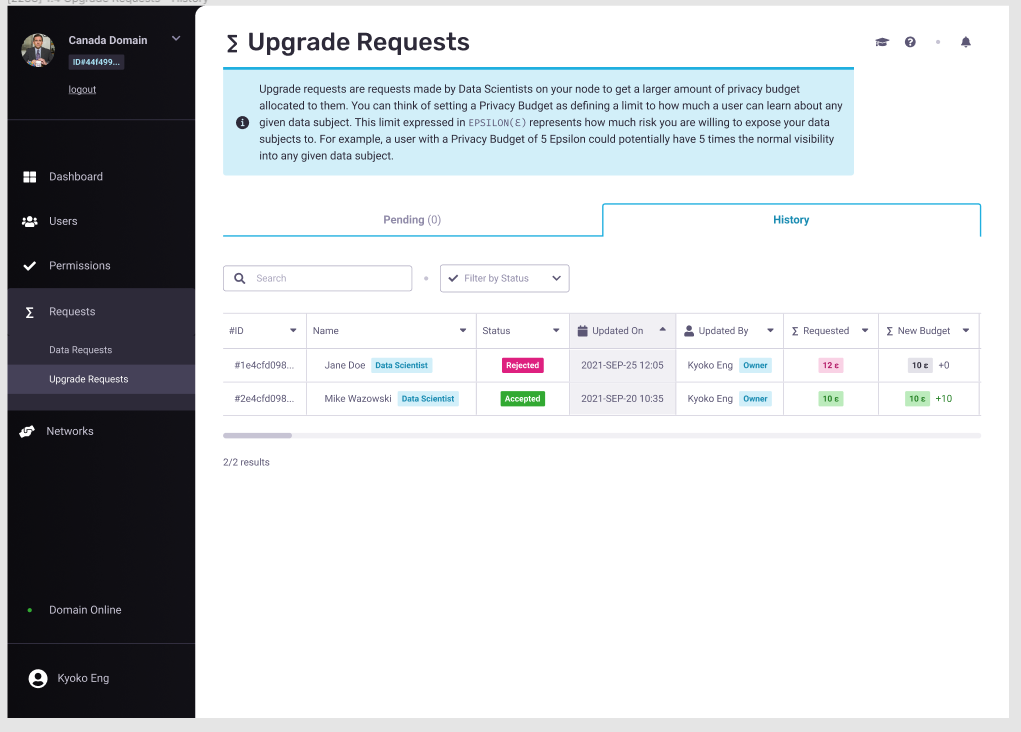 Canada Domain
ID#44f499...
logout
Dashboard
Users
Permissions
Σ Requests
Data Requests
Upgrade Requests
Networks
Domain Online
Kyoko Eng
Σ Upgrade Requests
Upgrade requests are requests made by Data Scientists on your node to get a larger amount of privacy budget
allocated to them. You can think of setting a Privacy Budget as defining a limit to how much a user can learn about any
given data subject. This limit expressed in EPSILON(Ɛ) represents how much risk you are willing to expose your data
subjects to. For example, a user with a Privacy Budget of 5 Epsilon could potentially have 5 times the normal visibility
into any given data subject.
Pending (0)
History
Search
Filter by Status
#ID Name Status Updated On Updated By Σ Requested Σ New Budget
#1e4cfd098... Jane Doe Data Scientist Rejected 2021-SEP-25 12:05 Kyoko Eng Owner 12 ε 10 ε +0
#2e4cfd098... Mike Wazowski Data Scientist Accepted 2021-SEP-20 10:35 Kyoko Eng Owner 10 ε 10 ε +10
2/2 results